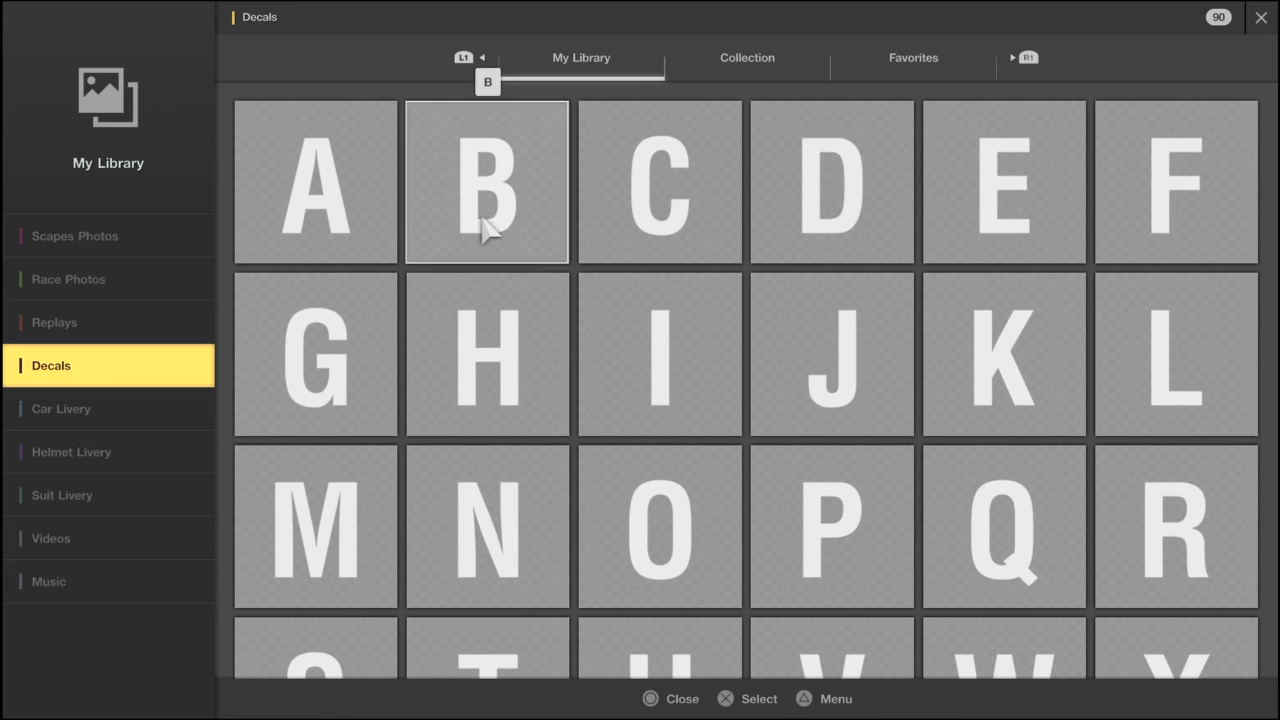 Decals
90
L1
My Library
Collection
Favorites
R1
B
My Library
Scapes Photos
Race Photos
Replays
Decals
Car Livery
Helmet Livery
Suit Livery
Videos
Music
A B C D E F
G H I J K L
M N O P Q R
S T U V W X
Close
Select
Menu